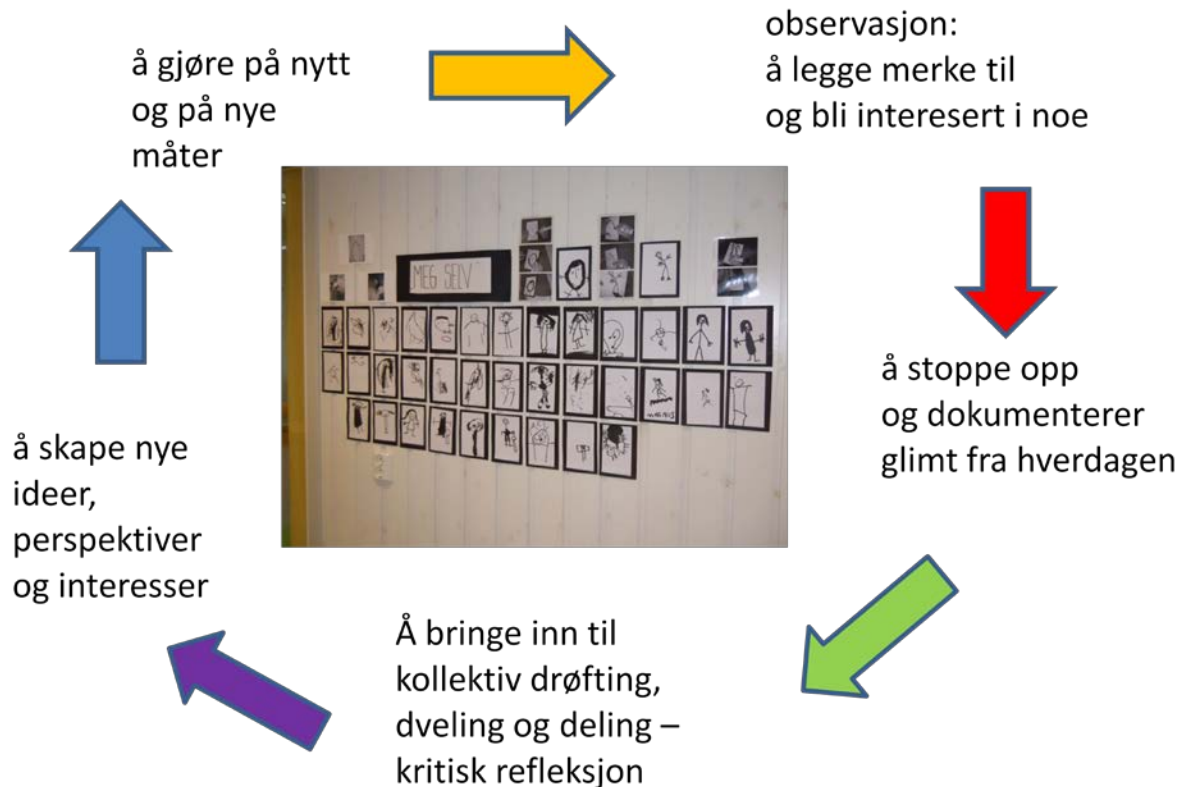 å gjøre på nytt
og på nye
måter
observasjon:
å legge merke til
og bli interesert i noe
MEG SELV
å stoppe opp
og dokumenterer
glimt fra hverdagen
Å bringe inn til
kollektiv drøfting,
dveling og deling –
kritisk refleksjon
å skape nye
ideer,
perspektiver
og interesser